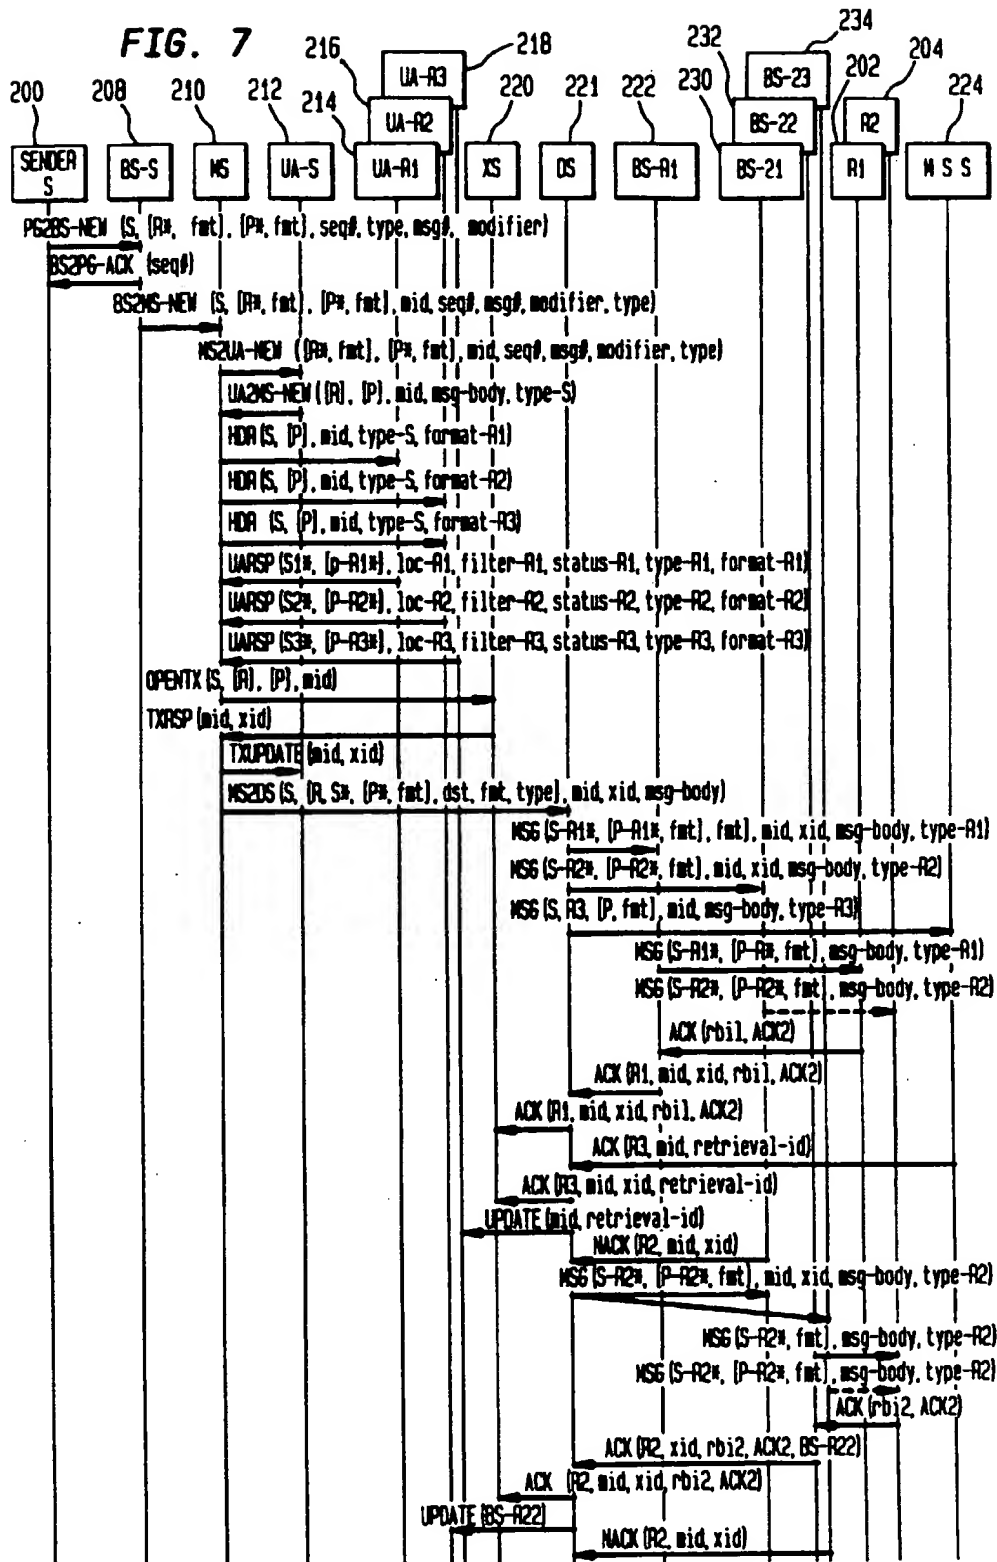 FIG. 7
216
218
232
234
200
208
210
212
214
220
221
222
230
202
204
224
UA-R3
BS-23
UA-R2
BS-22
R2
SENDER S
BS-S
MS
UA-S
UA-R1
XS
DS
BS-R1
BS-21
R1
M S S
PG2BS-NEW (S, [R*, fmt], [P*, fmt], seq#, type, msg#, modifier)
BS2PG-ACK (seq#)
BS2MS-NEW (S, [R*, fmt], [P*, fmt], mid, seq#, msg#, modifier, type)
MS2UA-NEW ([R*, fmt], [P*, fmt], mid, seq#, msg#, modifier, type)
UA2MS-NEW ([R], [P], mid, msg-body, type-S)
HDR (S, [P], mid, type-S, format-R1)
HDR (S, [P], mid, type-S, format-R2)
HDR (S, [P], mid, type-S, format-R3)
UARSP (S1*, [p-R1*], loc-R1, filter-R1, status-R1, type-R1, format-R1)
UARSP (S2*, [P-R2*], loc-R2, filter-R2, status-R2, type-R2, format-R2)
UARSP (S3*, [P-R3*], loc-R3, filter-R3, status-R3, type-R3, format-R3)
OPENTX (S, [R], [P], mid)
TXRSP (mid, xid)
TXUPDATE (mid, xid)
MS2DS (S, [R, S*, [P*, fmt], dst, fmt, type], mid, xid, msg-body)
MSG (S-R1*, [P-R1*, fmt], fmt], mid, xid, msg-body, type-R1)
MSG (S-R2*, [P-R2*, fmt], mid, xid, msg-body, type-R2)
MSG (S, R3, [P, fmt], mid, msg-body, type-R3)
MSG (S-R1*, [P-R*, fmt], msg-body, type-R1)
MSG (S-R2*, [P-R2*, fmt], msg-body, type-R2)
ACK (rbi1, ACK2)
ACK (R1, mid, xid, rbi1, ACK2)
ACK (R1, mid, xid, rbi1, ACK2)
ACK (R3, mid, retrieval-id)
ACK (R3, mid, xid, retrieval-id)
UPDATE (mid, retrieval-id)
NACK (R2, mid, xid)
MSG (S-R2*, [P-R2*, fmt], mid, xid, msg-body, type-R2)
MSG (S-R2*, fmt], msg-body, type-R2)
MSG (S-R2*, [P-R2*, fmt], msg-body, type-R2)
ACK (rbi2, ACK2)
ACK (R2, xid, rbi2, ACK2, BS-R22)
ACK (R2, mid, xid, rbi2, ACK2)
UPDATE (BS-R22)
NACK (R2, mid, xid)